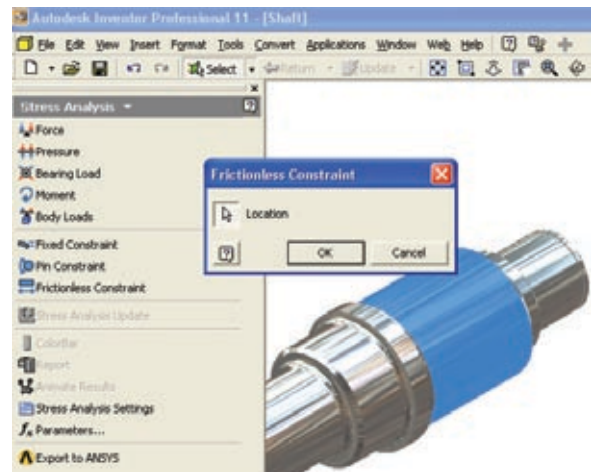 Autodesk Inventor Professional 11 - [Shaft]
File Edit View Insert Format Tools Convert Applications Window Web Help
Select Return Update
Stress Analysis
Force
Pressure
Bearing Load
Moment
Body Loads
Fixed Constraint
Pin Constraint
Frictionless Constraint
Stress Analysis Update
ColorBar
Report
Animate Results
Stress Analysis Settings
fx Parameters...
Export to ANSYS
Frictionless Constraint
Location
OK Cancel